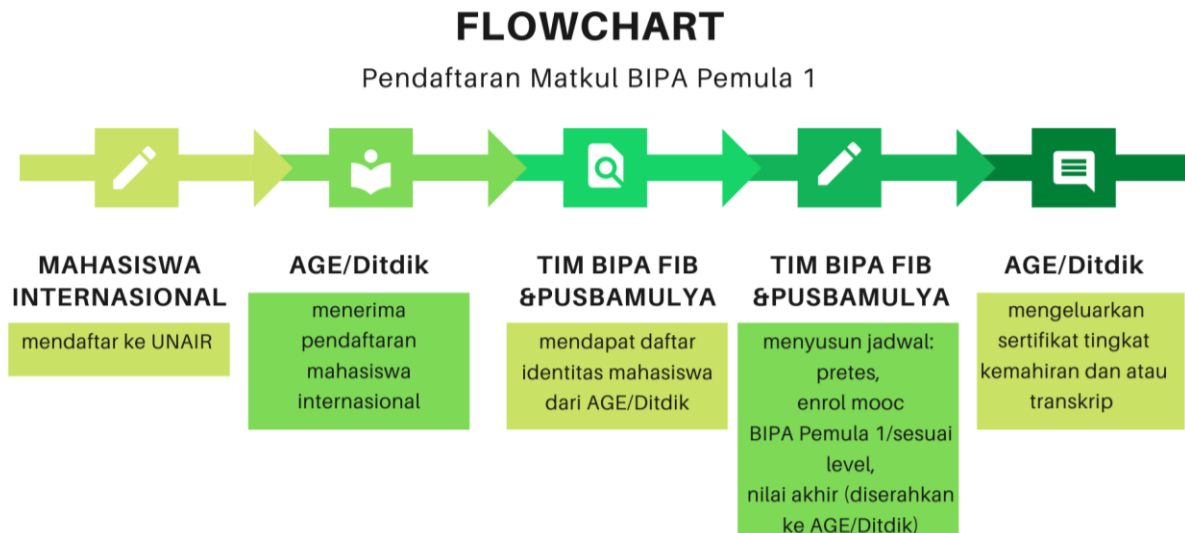 FLOWCHART
Pendaftaran Matkul BIPA Pemula 1
MAHASISWA
INTERNASIONAL
mendaftar ke UNAIR
AGE/Ditdik
menerima
pendaftaran
mahasiswa
internasional
TIM BIPA FIB
&PUSBAMULYA
mendapat daftar
identitas mahasiswa
dari AGE/Ditdik
TIM BIPA FIB
&PUSBAMULYA
menyusun jadwal:
pretes,
enrol mooc
BIPA Pemula 1/sesuai
level,
nilai akhir (diserahkan
ke AGE/Ditdik)
AGE/Ditdik
mengeluarkan
sertifikat tingkat
kemahiran dan atau
transkrip